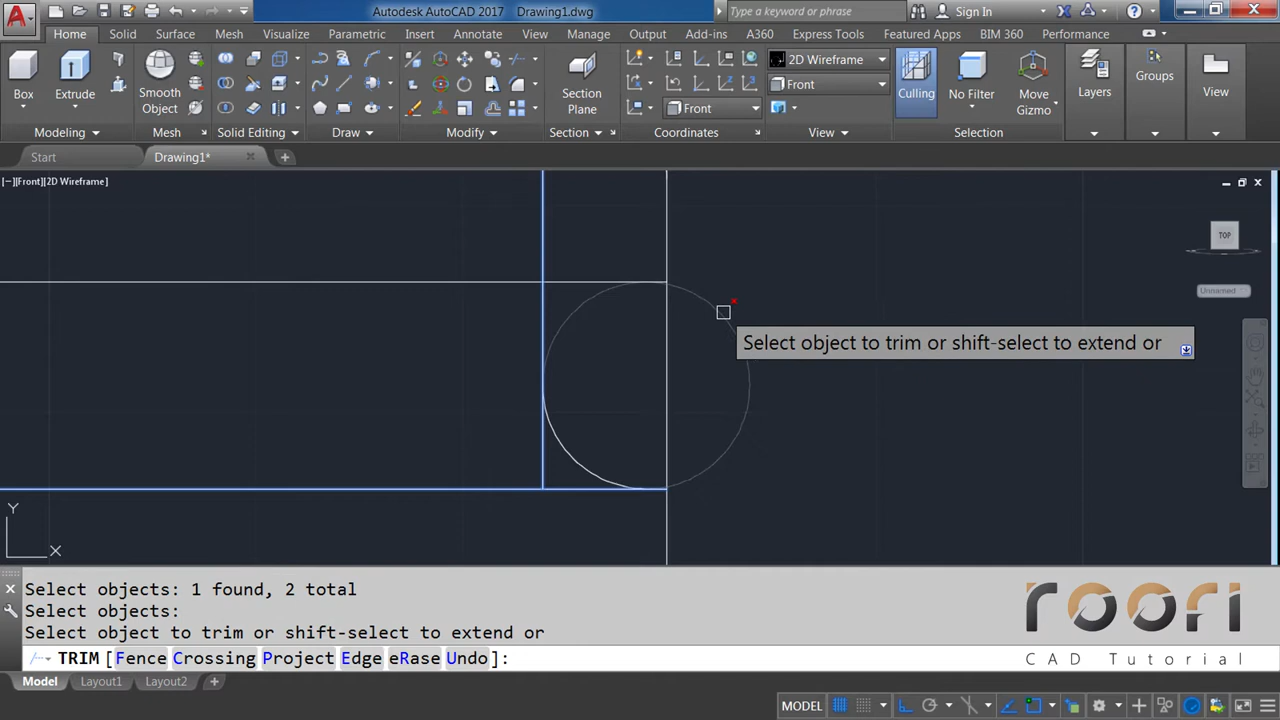 Autodesk AutoCAD 2017 Drawing1.dwg
Type a keyword or phrase
Sign In
Home Solid Surface Mesh Visualize Parametric Insert Annotate View Manage Output Add-ins A360 Express Tools Featured Apps BIM 360 Performance
2D Wireframe
Front
Front
Box
Extrude
Smooth
Object
Section
Plane
Culling
No Filter
Move
Gizmo
Layers
Groups
View
Modeling Mesh Solid Editing Draw Modify Section Coordinates View Selection
Start Drawing1*
[−][Front][2D Wireframe]
TOP
Unnamed
Select object to trim or shift-select to extend or
Y
X
Select objects: 1 found, 2 total
Select objects:
Select object to trim or shift-select to extend or
TRIM [Fence Crossing Project Edge eRase Undo]:
roori
CAD Tutorial
Model Layout1 Layout2
MODEL